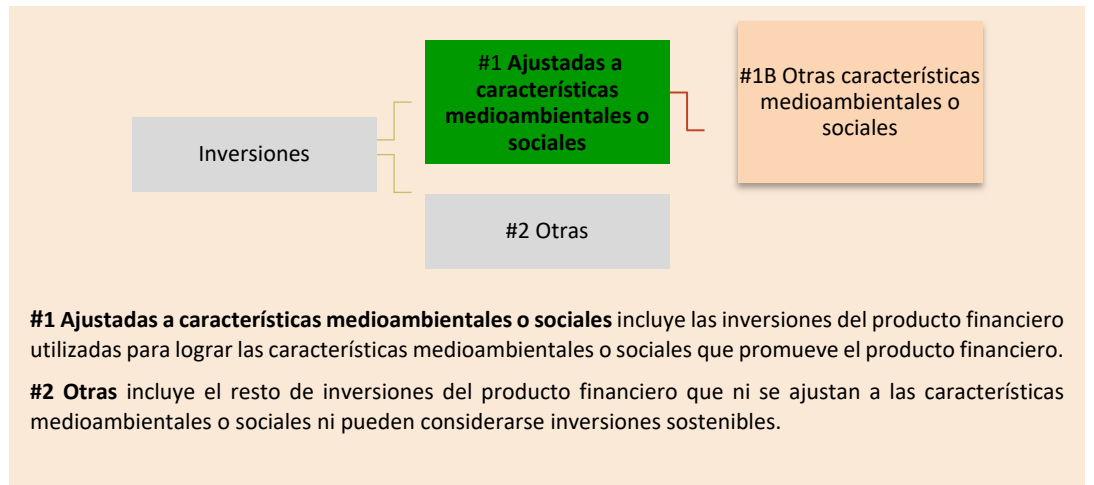 #1 Ajustadas a
características
medioambientales o
sociales
#1B Otras características
medioambientales o
sociales
Inversiones
#2 Otras
#1 Ajustadas a características medioambientales o sociales incluye las inversiones del producto financiero
utilizadas para lograr las características medioambientales o sociales que promueve el producto financiero.
#2 Otras incluye el resto de inversiones del producto financiero que ni se ajustan a las características
medioambientales o sociales ni pueden considerarse inversiones sostenibles.